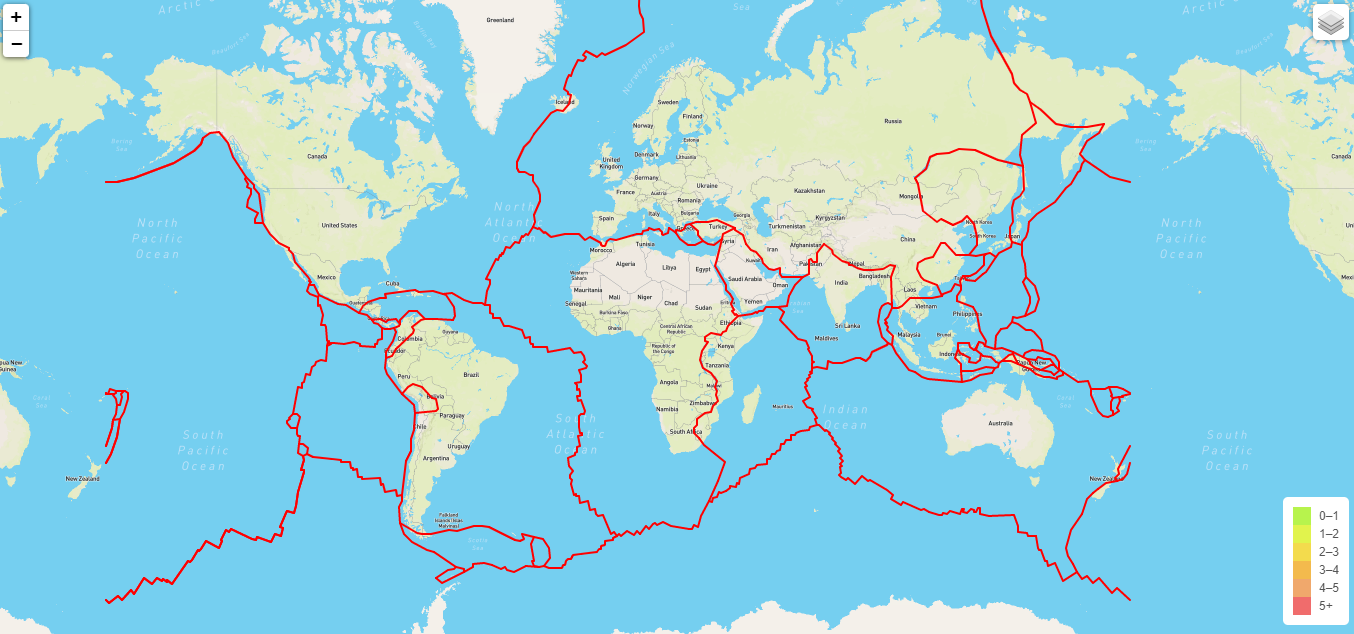 +
−
Arctic
Sea
Arctic
Greenland
Beaufort Sea
Norwegian Sea
Beaufort Sea
Iceland
Sweden
Finland
Norway
Russia
Estonia
Bering
Sea
Bering
Sea
Canada
Canada
United
Kingdom
Denmark
Lithuania
Germany
Ukraine
France
Austria
Kazakhstan
Mongolia
Romania
North
Pacific
Ocean
North
Atlantic
Ocean
Spain
Italy
Bulgaria
Georgia
Kyrgyzstan
North Korea
North
Pacific
Ocean
United States
Greece
Turkey
Turkmenistan
South Korea
Japan
China
Morocco
Tunisia
Syria
Iran
Afghanistan
Mexico
Algeria
Libya
Egypt
Kuwait
Pakistan
Nepal
Cuba
Western
Sahara
Saudi Arabia
Oman
India
Bangladesh
Mauritania
Mali
Niger
Chad
Sudan
Eritrea
Yemen
Laos
Guatemala
Senegal
Burkina Faso
Vietnam
Philippines
Ghana
Central African
Republic
Ethiopia
Sri Lanka
Guyana
Colombia
Maldives
Malaysia
Brunei
Ecuador
Republic of
the Congo
Kenya
Tanzania
Peru
Brazil
Angola
Malawi
Bolivia
Zimbabwe
Namibia
Mauritius
Paraguay
Coral
Sea
Coral
Sea
Indian
Ocean
South
Atlantic
Ocean
South
Pacific
Ocean
Chile
South Africa
Australia
Uruguay
Argentina
South
Pacific
Ocean
New Zealand
Falkland
Islands (Islas
Malvinas)
Scotia
Sea
0–1
1–2
2–3
3–4
4–5
5+